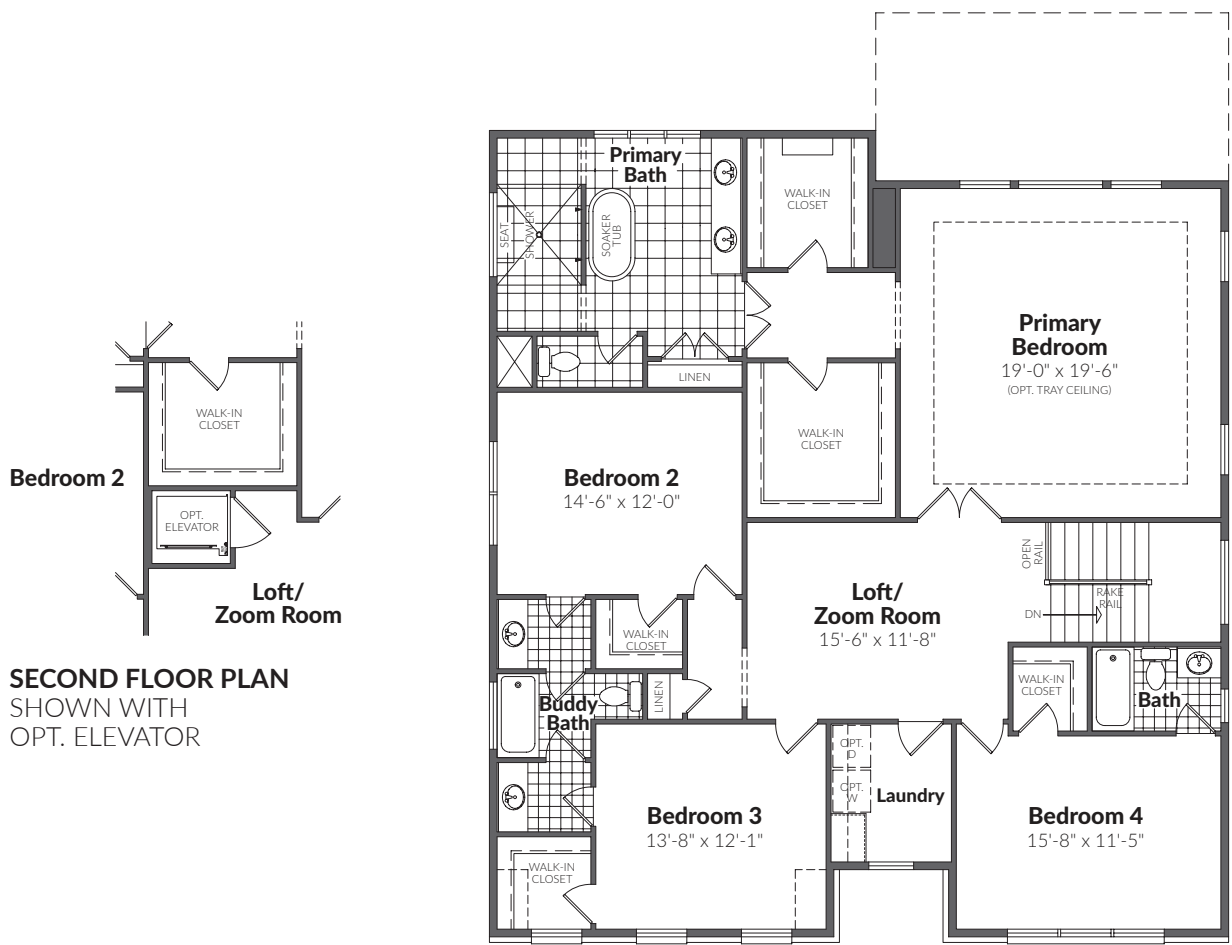 WALK-IN
CLOSET
Bedroom 2
OPT.
ELEVATOR
Loft/
Zoom Room
SECOND FLOOR PLAN
SHOWN WITH
OPT. ELEVATOR
Primary
Bath
SEAT
SHOWER
SOAKER
TUB
WALK-IN
CLOSET
LINEN
Primary
Bedroom
19'-0" x 19'-6"
(OPT. TRAY CEILING)
WALK-IN
CLOSET
Bedroom 2
14'-6" x 12'-0"
Loft/
Zoom Room
15'-6" x 11'-8"
OPEN
RAIL
RAKE
RAIL
DN
WALK-IN
CLOSET
LINEN
Buddy
Bath
WALK-IN
CLOSET
Bath
OPT.
D
OPT.
W
Laundry
Bedroom 3
13'-8" x 12'-1"
Bedroom 4
15'-8" x 11'-5"
WALK-IN
CLOSET